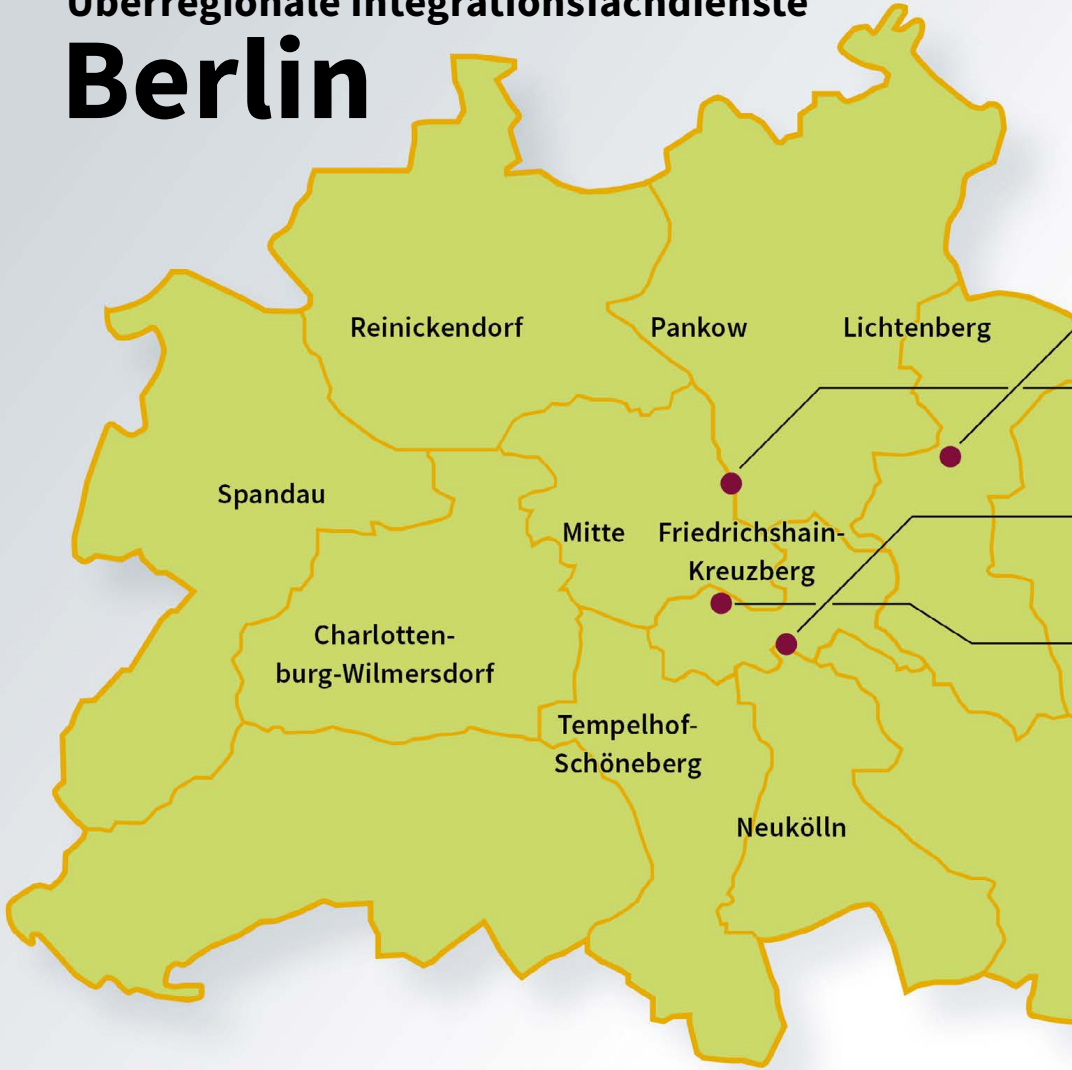 Überregionale Integrationsfachdienste
Berlin
Reinickendorf
Pankow
Lichtenberg
Spandau
Mitte
Friedrichshain-
Kreuzberg
Charlotten-
burg-Wilmersdorf
Tempelhof-
Schöneberg
Neukölln